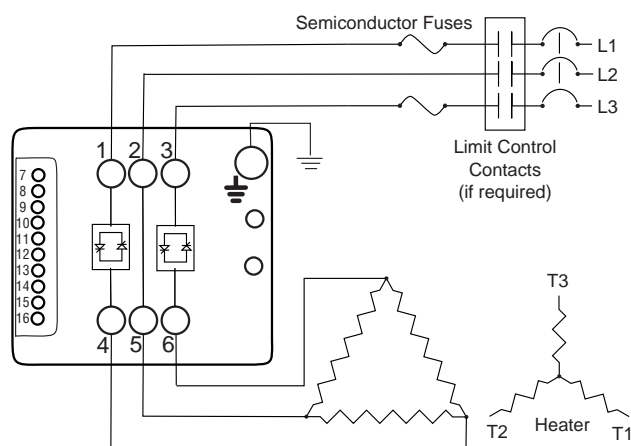 Semiconductor Fuses
L1
L2
L3
Limit Control
Contacts
(if required)
1 2 3
7
8
9
10
11
12
13
14
15
16
4 5 6
T3
T2 Heater T1